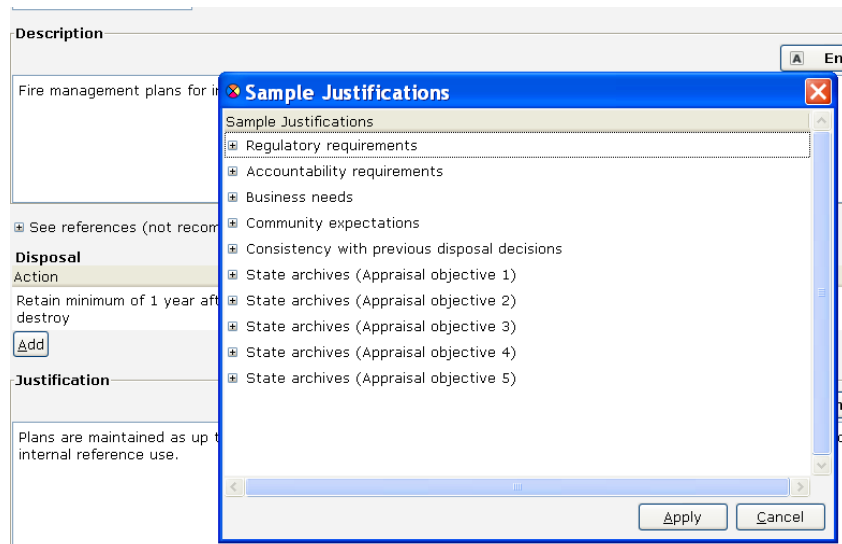 Description
Fire management plans for
Sample Justifications
Sample Justifications
Regulatory requirements
Accountability requirements
Business needs
Community expectations
Consistency with previous disposal decisions
State archives (Appraisal objective 1)
State archives (Appraisal objective 2)
State archives (Appraisal objective 3)
State archives (Appraisal objective 4)
State archives (Appraisal objective 5)
Apply
Cancel
See references (not
Disposal
Action
Retain minimum of 1 year
destroy
Add
Justification
Plans are maintained as up
internal reference use.